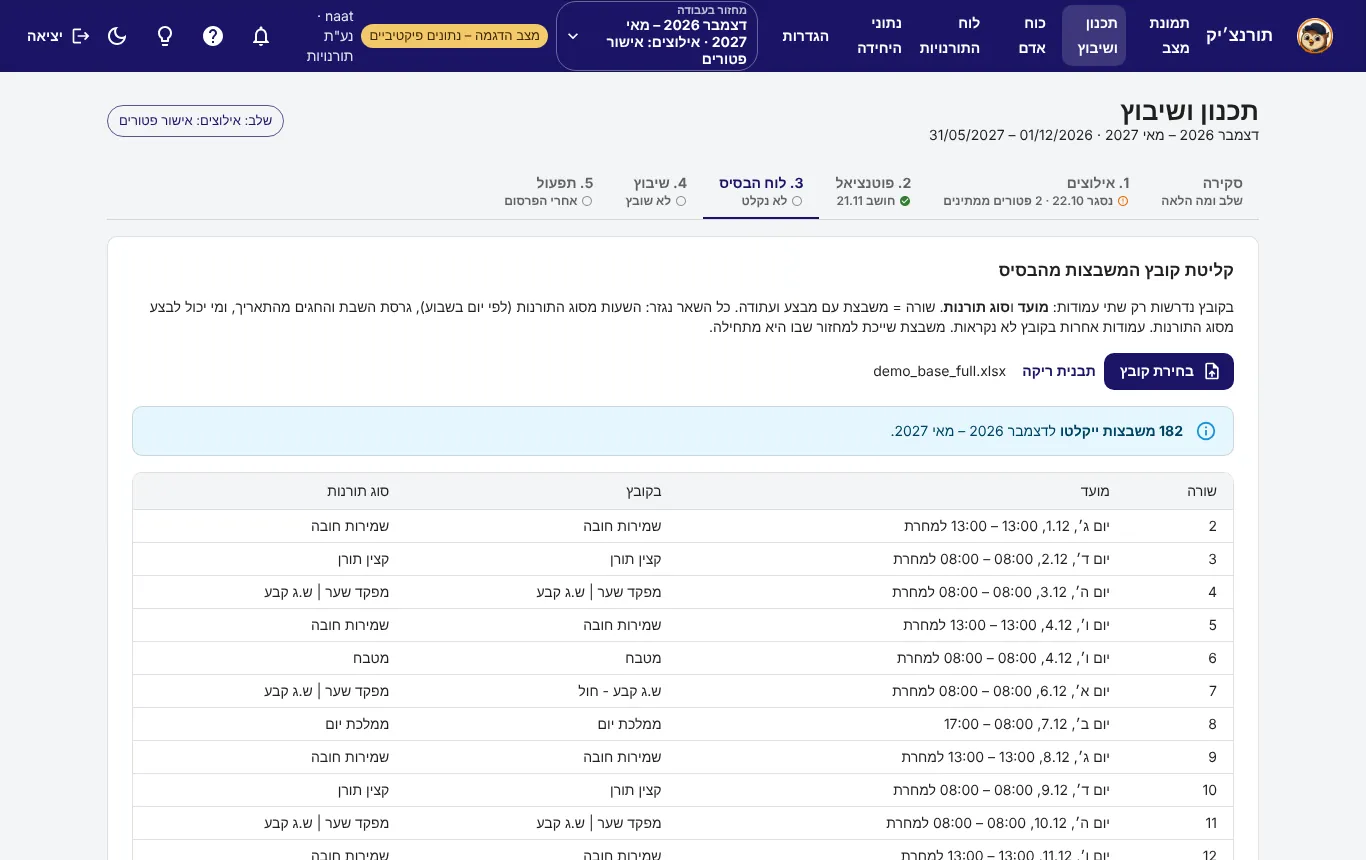 תורנצ׳יק
תמונת
מצב
תכנון
ושיבוץ
כוח
אדם
לוח
התורנויות
נתוני
היחידה
הגדרות
מחזור בעבודה
דצמבר 2026 – מאי
2027 · אילוצים: אישור
פטורים
מצב הדגמה – נתונים פיקטיביים
naat ·
נע"ת
תורנויות
יציאה
תכנון ושיבוץ
דצמבר 2026 – מאי 2027 · 01/12/2026 – 31/05/2027
שלב: אילוצים: אישור פטורים
סקירה
שלב ומה הלאה
1. אילוצים
נסגר 22.10 · 2 פטורים ממתינים
2. פוטנציאל
חושב 21.11
3. לוח הבסיס
לא נקלט
4. שיבוץ
לא שובץ
5. תפעול
אחרי הפרסום
קליטת קובץ המשבצות מהבסיס
בקובץ נדרשות רק שתי עמודות: מועד וסוג תורנות. שורה = משבצת עם מבצע ועתודה. כל השאר נגזר: השעות מסוג התורנות (לפי יום בשבוע), גרסת השבת והחגים מהתאריך, ומי יכול לבצע
מסוג התורנות. עמודות אחרות בקובץ לא נקראות. משבצת שייכת למחזור שבו היא מתחילה.
בחירת קובץ תבנית ריקה demo_base_full.xlsx
182 משבצות ייקלטו לדצמבר 2026 – מאי 2027.
שורה מועד בקובץ סוג תורנות
2 יום ג׳, 1.12, 13:00 – 13:00 למחרת שמירות חובה שמירות חובה
3 יום ד׳, 2.12, 08:00 – 08:00 למחרת קצין תורן קצין תורן
4 יום ה׳, 3.12, 08:00 – 08:00 למחרת מפקד שער | ש.ג קבע מפקד שער | ש.ג קבע
5 יום ו׳, 4.12, 13:00 – 13:00 למחרת שמירות חובה שמירות חובה
6 יום ו׳, 4.12, 08:00 – 08:00 למחרת מטבח מטבח
7 יום א׳, 6.12, 08:00 – 08:00 למחרת ש.ג קבע - חול מפקד שער | ש.ג קבע
8 יום ב׳, 7.12, 08:00 – 17:00 ממלכת יום ממלכת יום
9 יום ג׳, 8.12, 13:00 – 13:00 למחרת שמירות חובה שמירות חובה
10 יום ד׳, 9.12, 08:00 – 08:00 למחרת קצין תורן קצין תורן
11 יום ה׳, 10.12, 08:00 – 08:00 למחרת מפקד שער | ש.ג קבע מפקד שער | ש.ג קבע
12 יום ו׳, 11.12, 13:00 – 13:00 למחרת שמירות חובה שמירות חובה